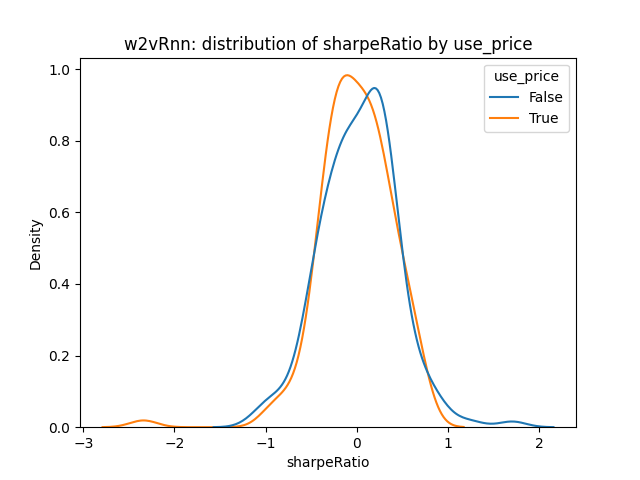 w2vRnn: distribution of sharpeRatio by use_price
use_price
False
True
1.0
0.8
0.6
0.4
0.2
0.0
Density
−3
−2
−1
0
1
2
sharpeRatio